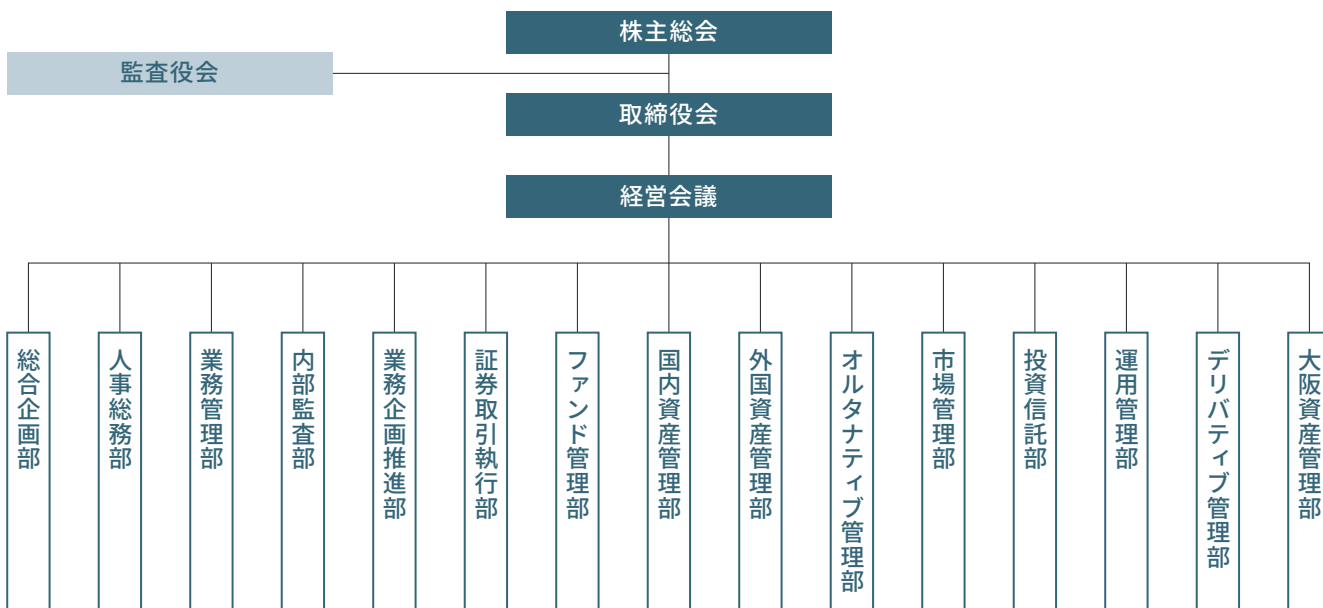 株主総会
監査役会
取締役会
経営会議
総合企画部
人事総務部
業務管理部
内部監査部
業務企画推進部
証券取引執行部
ファンド管理部
国内資産管理部
外国資産管理部
オルタナティブ管理部
市場管理部
投資信託部
運用管理部
デリバティブ管理部
大阪資産管理部